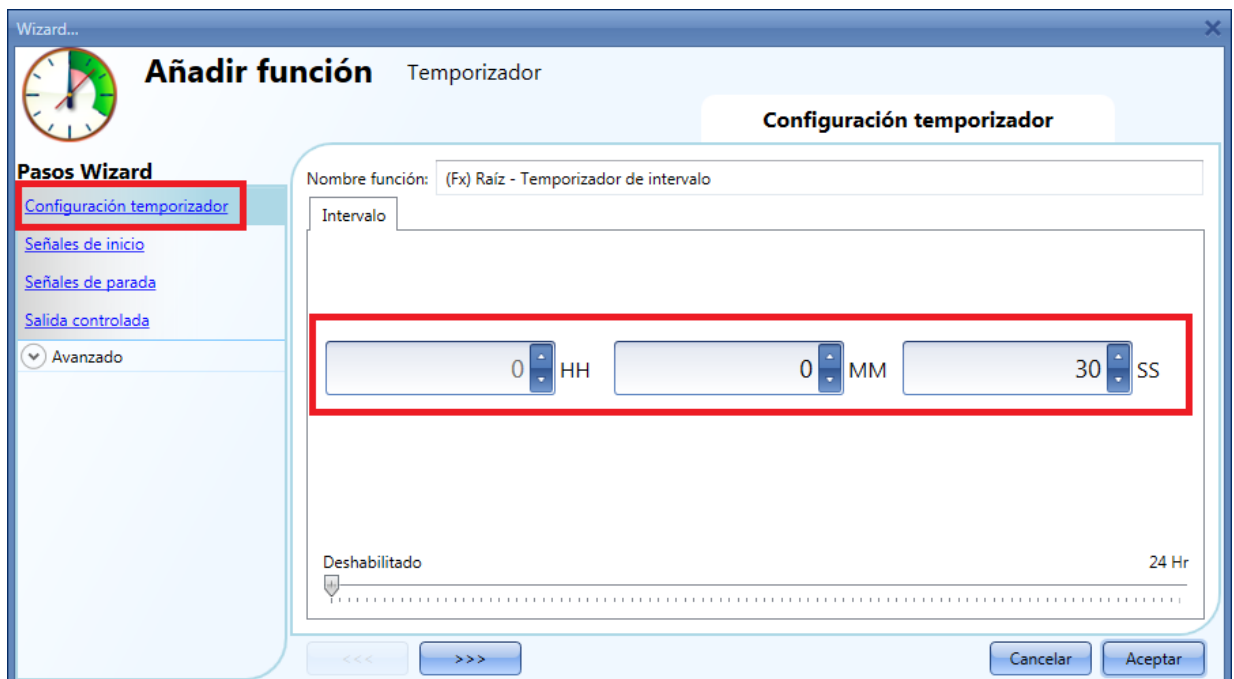 Wizard...
Añadir función Temporizador
Configuración temporizador
Pasos Wizard
Configuración temporizador
Señales de inicio
Señales de parada
Salida controlada
Avanzado
Nombre función: (Fx) Raíz - Temporizador de intervalo
Intervalo
0 HH 0 MM 30 SS
Deshabilitado 24 Hr
<<< >>> Cancelar Aceptar